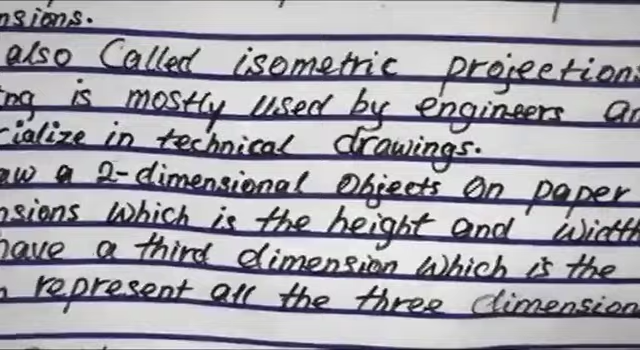 nsions.
also Called isometric projection
ing is mostly used by engineers an
cialize in technical drawings.
aw a 2-dimensional Objects On paper
nsions Which is the height and Width
have a third dimension Which is the
n represent all the three dimension